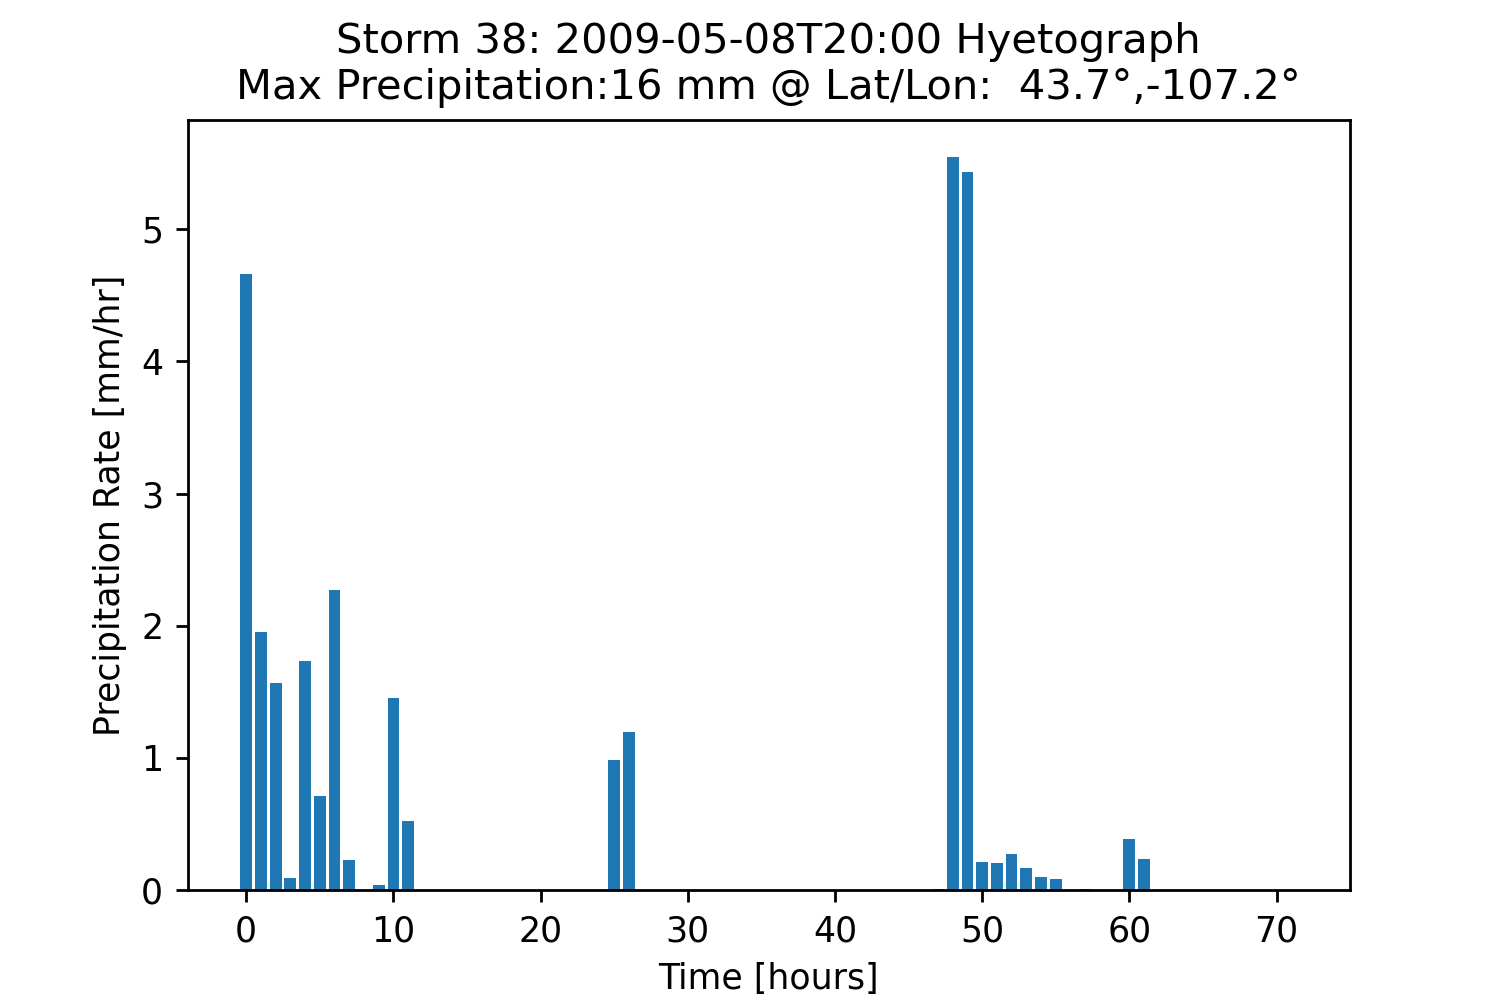 Storm 38: 2009-05-08T20:00 Hyetograph
Max Precipitation:16 mm @ Lat/Lon:  43.7°,-107.2°
5
4
3
2
1
0
Precipitation Rate [mm/hr]
0 10 20 30 40 50 60 70
Time [hours]